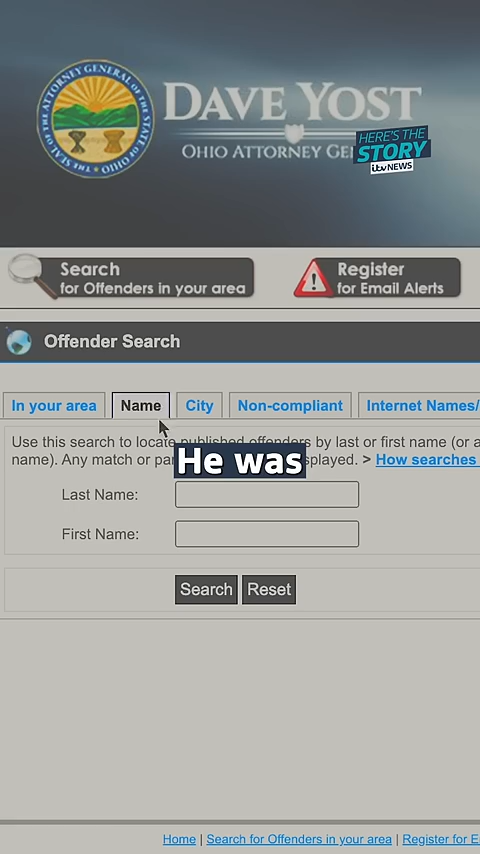 THE SEAL OF THE ATTORNEY GENERAL OF THE STATE OF OHIO
DAVE YOST
OHIO ATTORNEY GE
HERE'S THE
STORY
itv NEWS
Search
for Offenders in your area
Register
for Email Alerts
Offender Search
In your area Name City Non-compliant Internet Names/
Use this search to locate published offenders by last or first name (or a
name). Any match or par splayed. > How searches
He was
Last Name:
First Name:
Search Reset
Home | Search for Offenders in your area | Register for E